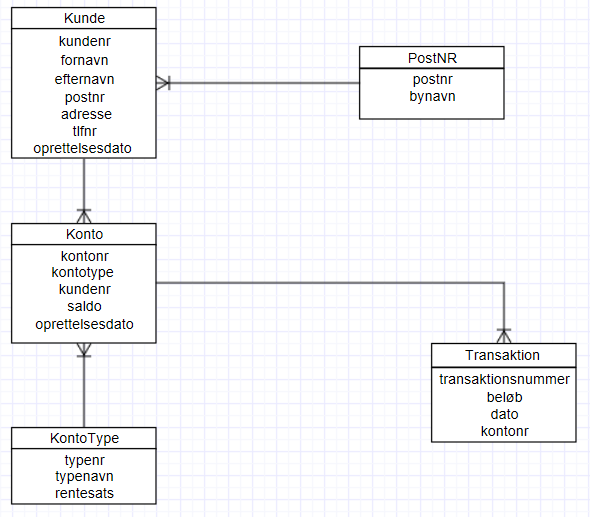 Kunde
kundenr
fornavn
efternavn
postnr
adresse
tlfnr
oprettelsesdato
PostNR
postnr
bynavn
Konto
kontonr
kontotype
kundenr
saldo
oprettelsesdato
Transaktion
transaktionsnummer
beløb
dato
kontonr
KontoType
typenr
typenavn
rentesats